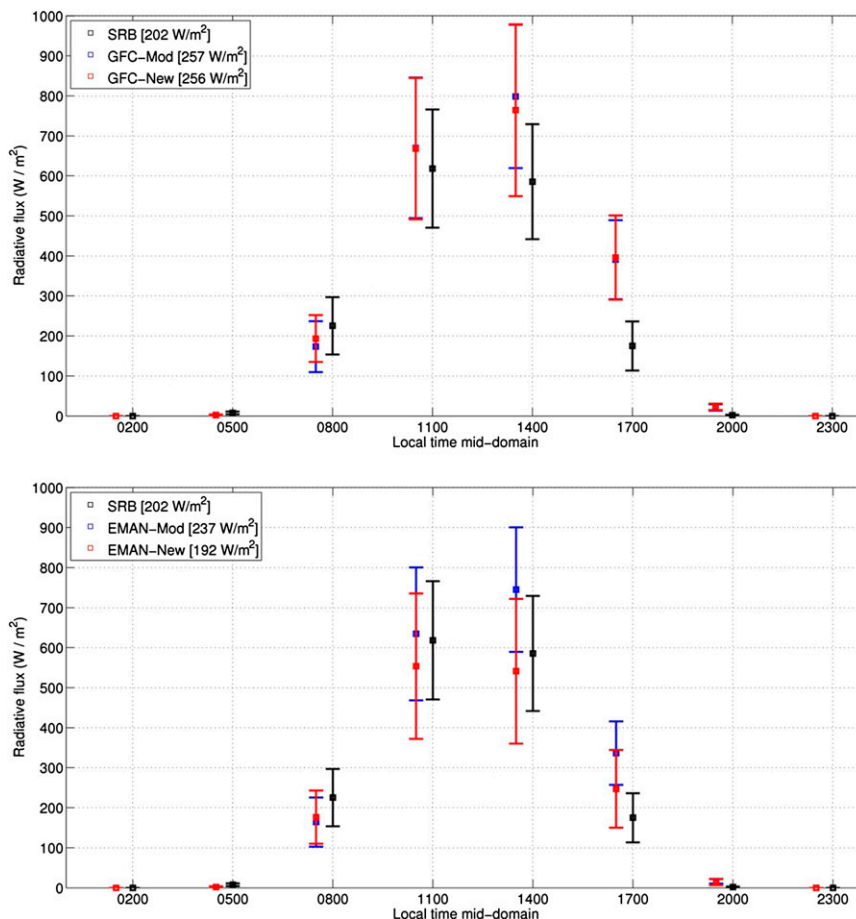 1000
900
800
700
600
500
400
300
200
100
0
Radiative flux (W / m²)
SRB [202 W/m²]
GFC−Mod [257 W/m²]
GFC−New [256 W/m²]
0200 0500 0800 1100 1400 1700 2000 2300
Local time mid−domain
1000
900
800
700
600
500
400
300
200
100
0
Radiative flux (W / m²)
SRB [202 W/m²]
EMAN−Mod [237 W/m²]
EMAN−New [192 W/m²]
0200 0500 0800 1100 1400 1700 2000 2300
Local time mid−domain